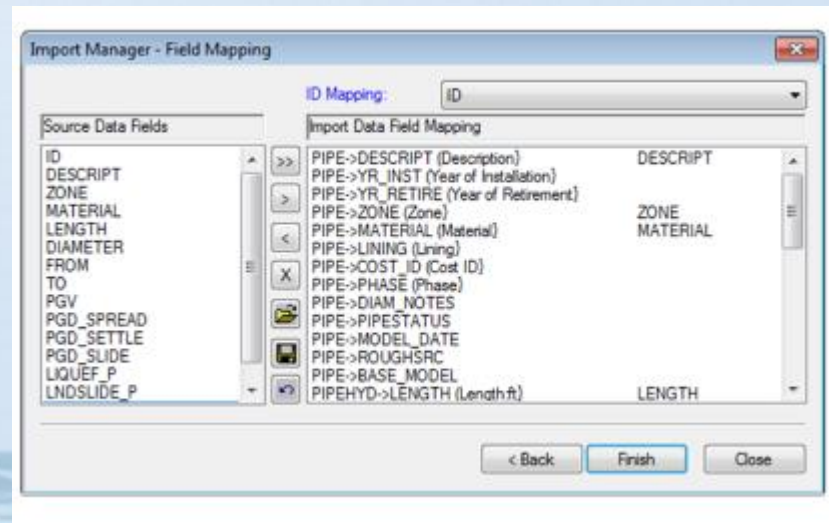 Import Manager - Field Mapping
ID Mapping: ID
Source Data Fields
Import Data Field Mapping
ID
DESCRIPT
ZONE
MATERIAL
LENGTH
DIAMETER
FROM
TO
PGV
PGD_SPREAD
PGD_SETTLE
PGD_SLIDE
LIQUEF_P
LNDSLIDE_P
>>
>
<
X
PIPE->DESCRIPT (Description} DESCRIPT
PIPE->YR_INST (Year of Installation}
PIPE->YR_RETIRE (Year of Retirement}
PIPE->ZONE (Zone} ZONE
PIPE->MATERIAL (Material} MATERIAL
PIPE->LINING (Lining}
PIPE->COST_ID (Cost ID}
PIPE->PHASE (Phase}
PIPE->DIAM_NOTES
PIPE->PIPESTATUS
PIPE->MODEL_DATE
PIPE->ROUGHSRC
PIPE->BASE_MODEL
PIPEHYD->LENGTH (Length:ft} LENGTH
< Back Finish Close